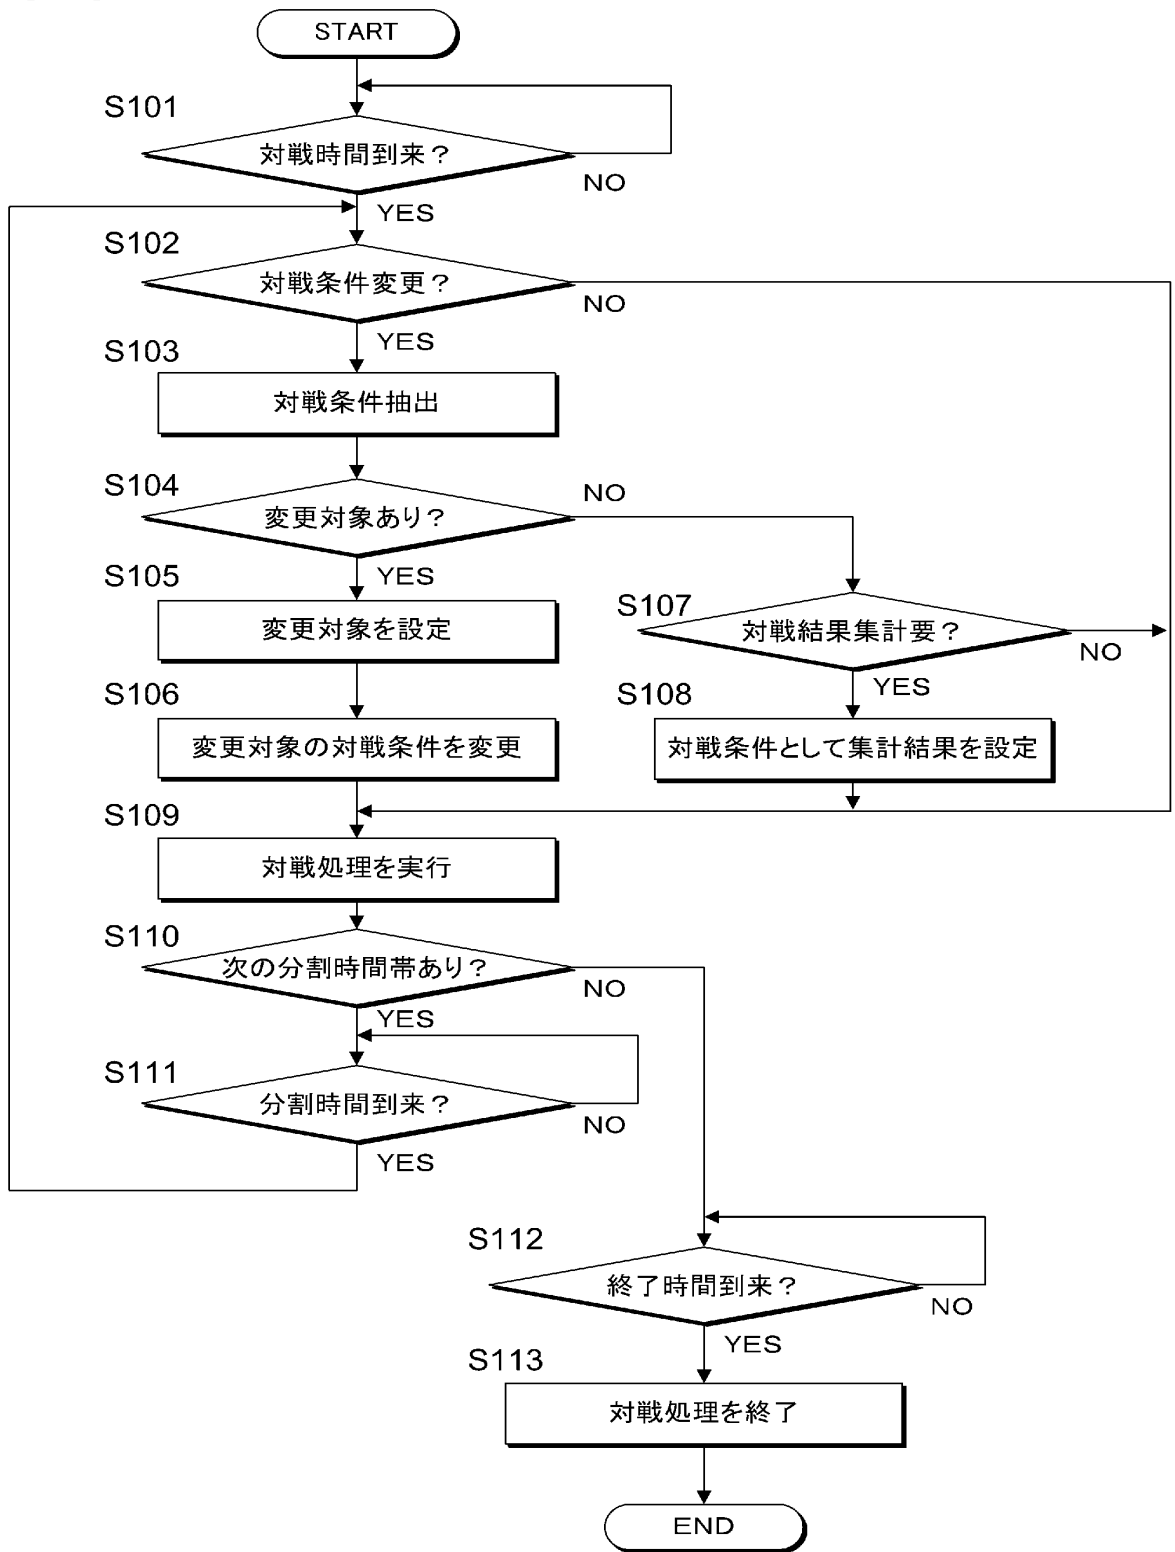 START
S101
対戦時間到来？
NO
YES
S102
対戦条件変更？
NO
YES
S103
対戦条件抽出
S104
変更対象あり？
NO
YES
S105
変更対象を設定
S107
対戦結果集計要？
NO
YES
S106
変更対象の対戦条件を変更
S108
対戦条件として集計結果を設定
S109
対戦処理を実行
S110
次の分割時間帯あり？
NO
YES
S111
分割時間到来？
NO
YES
S112
終了時間到来？
NO
YES
S113
対戦処理を終了
END